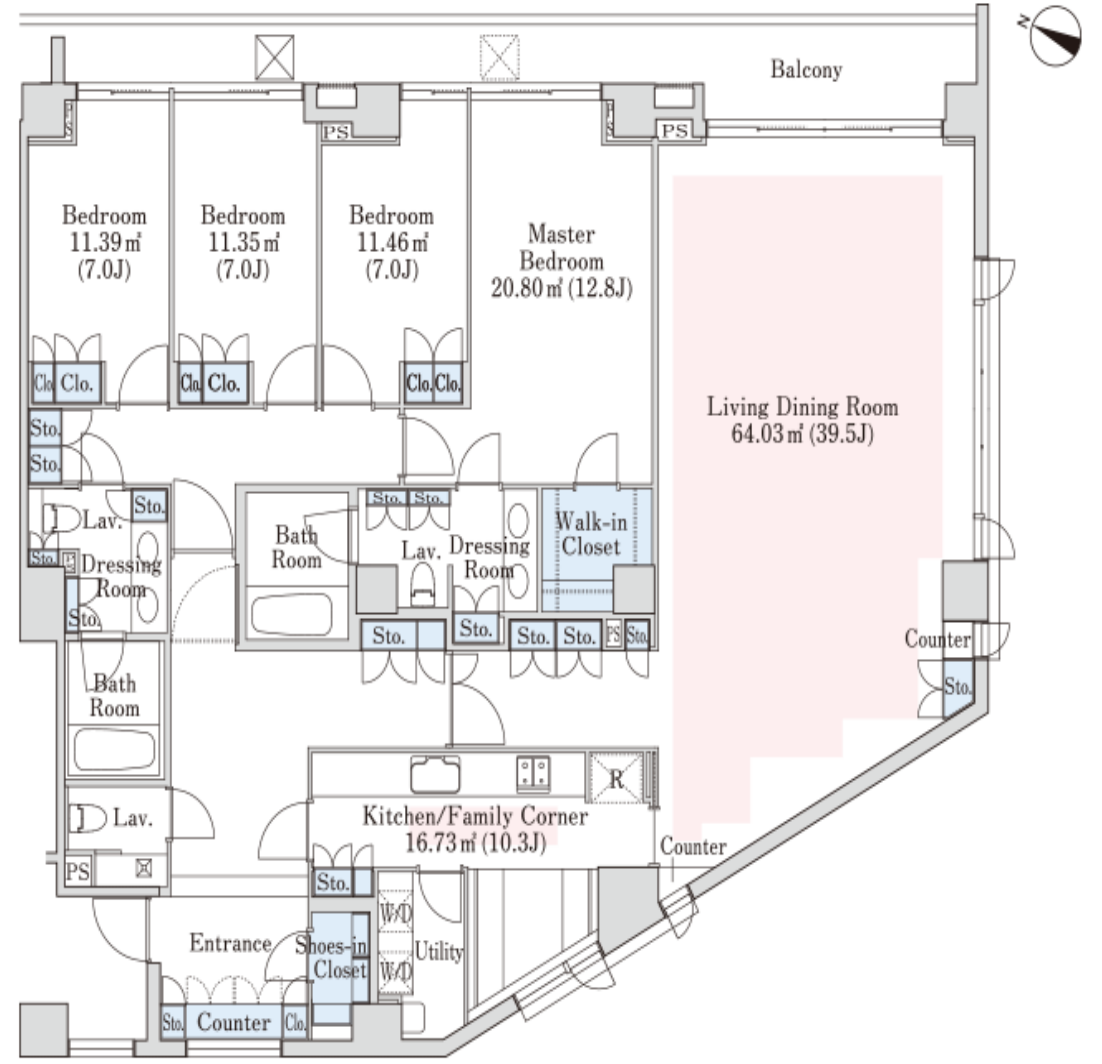 N
Balcony
PS
PS
PS
Bedroom
11.39㎡
(7.0J)
Bedroom
11.35㎡
(7.0J)
Bedroom
11.46㎡
(7.0J)
Master
Bedroom
20.80㎡(12.8J)
Clo.
Clo.
Clo.
Clo.
Clo.
Clo.
Living Dining Room
64.03㎡(39.5J)
Sto.
Sto.
Sto.
Lav.
Sto.
PS
Dressing
Room
Sto.
Bath
Room
Sto.
Sto.
Lav.
Dressing
Room
Walk-in
Closet
Sto.
Sto.
Sto.
Sto.
PS
Sto.
Counter
Sto.
Bath
Room
R
Kitchen/Family Corner
16.73㎡(10.3J)
Lav.
Counter
PS
Sto.
W/D
Entrance
Shoes-in
Closet
W/D
Utility
Sto.
Counter
Clo.